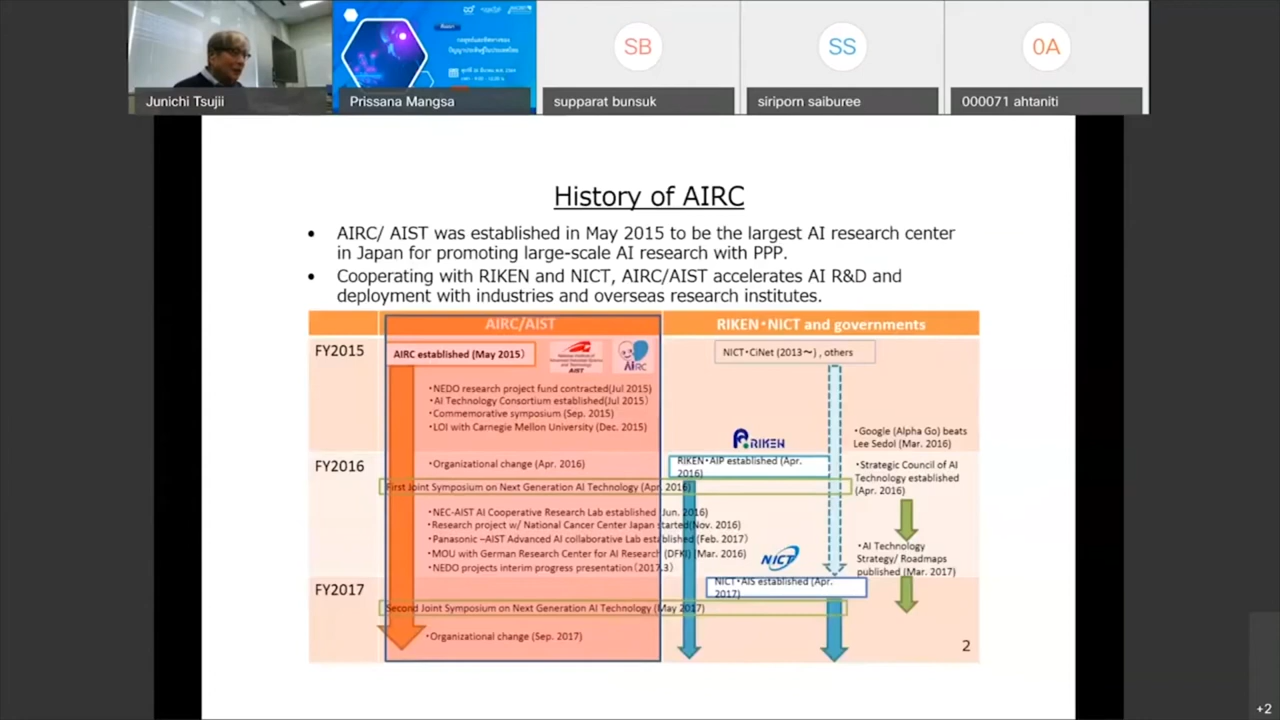 Junichi Tsujii
Prissana Mangsa
SB
supparat bunsuk
SS
siriporn saiburee
0A
000071 ahtaniti
History of AIRC
• AIRC/ AIST was established in May 2015 to be the largest AI research center
in Japan for promoting large-scale AI research with PPP.
• Cooperating with RIKEN and NICT, AIRC/AIST accelerates AI R&D and
deployment with industries and overseas research institutes.
AIRC/AIST
RIKEN・NICT and governments
FY2015
AIRC established (May 2015)
AIST
AIRC
NICT・CiNet (2013~) , others
・NEDO research project fund contracted(Jul 2015)
・AI Technology Consortium established(Jul 2015)
・Commemorative symposium (Sep. 2015)
・LOI with Carnegie Mellon University (Dec. 2015)
RIKEN
・Google (Alpha Go) beats
Lee Sedol (Mar. 2016)
FY2016
・Organizational change (Apr. 2016)
RIKEN・AIP established (Apr.
2016)
・Strategic Council of AI
Technology established
(Apr. 2016)
First Joint Symposium on Next Generation AI Technology (Apr. 2016)
・NEC-AIST AI Cooperative Research Lab established (Jun. 2016)
・Research project w/ National Cancer Center Japan started(Nov. 2016)
・Panasonic –AIST Advanced AI collaborative Lab established (Feb. 2017)
・MOU with German Research Center for AI Research (DFKI) (Mar. 2016)
・NEDO projects interim progress presentation(2017.3)
NICT
・AI Technology
Strategy/ Roadmaps
published (Mar. 2017)
FY2017
NICT・AIS established (Apr.
2017)
Second Joint Symposium on Next Generation AI Technology (May 2017)
・Organizational change (Sep. 2017)
2
+2